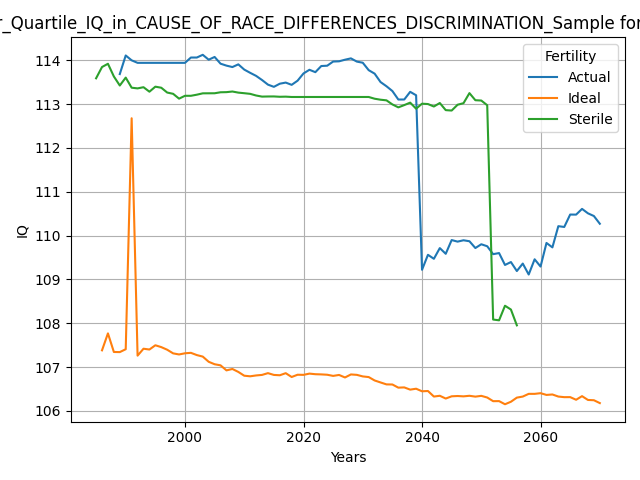 r_Quartile_IQ_in_CAUSE_OF_RACE_DIFFERENCES_DISCRIMINATION_Sample for
Fertility
Actual
Ideal
Sterile
IQ
114
113
112
111
110
109
108
107
106
2000 2020 2040 2060
Years